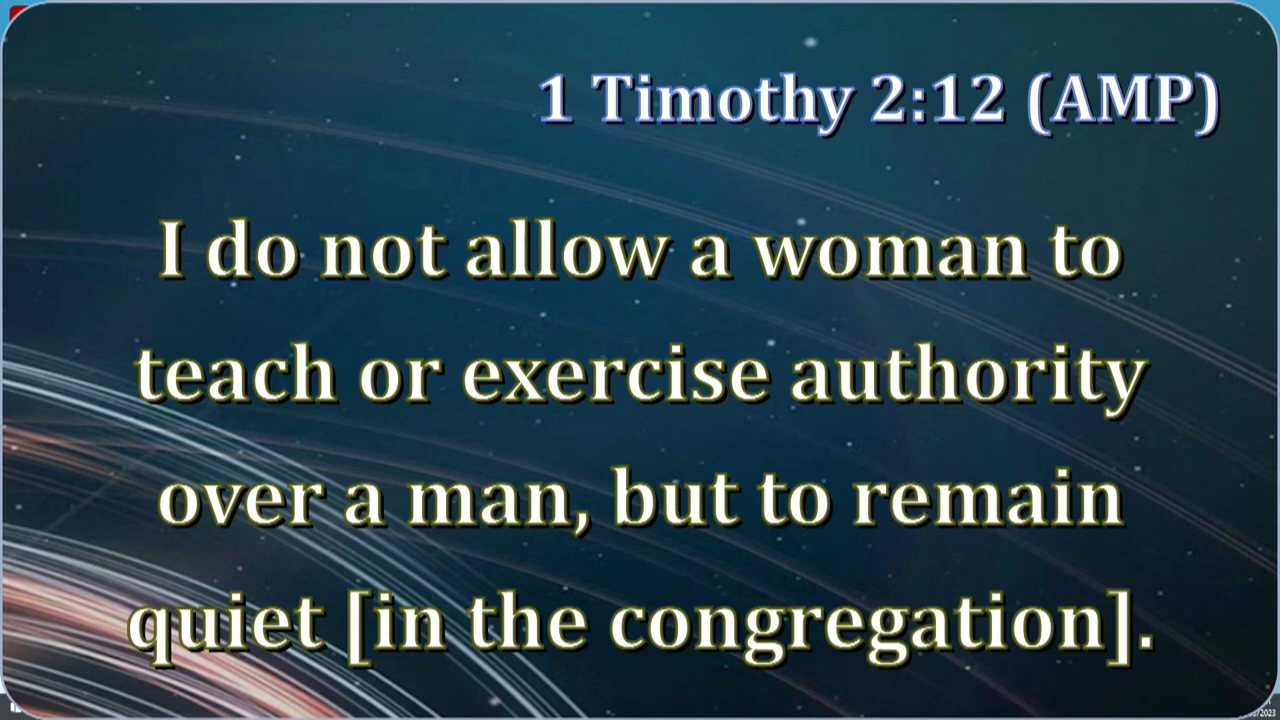 1 Timothy 2:12 (AMP)
I do not allow a woman to
teach or exercise authority
over a man, but to remain
quiet [in the congregation].